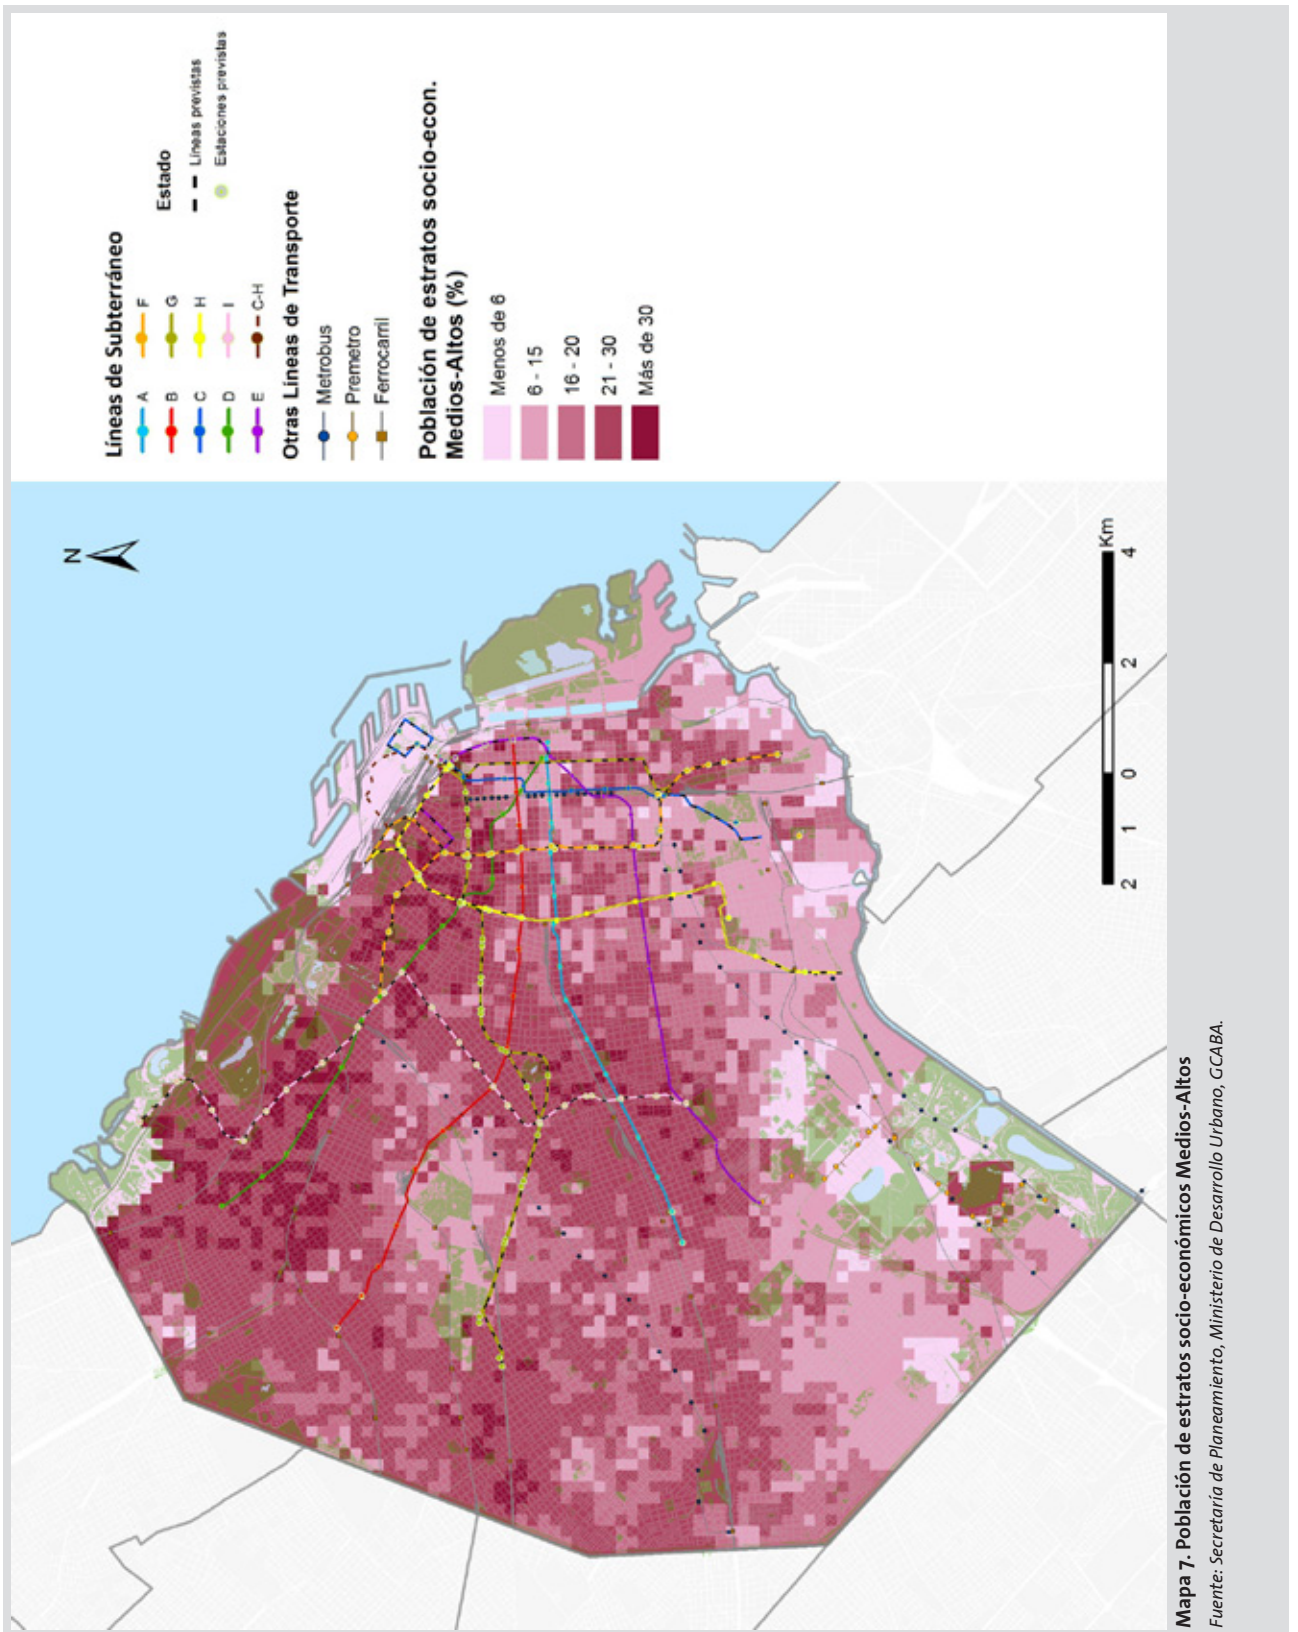 Líneas de Subterráneo
A
B
C
D
E
F
G
H
I
C-H
Estado
Líneas previstas
Estaciones previstas
Otras Líneas de Transporte
Metrobus
Premetro
Ferrocarril
Población de estratos socio-econ.
Medios-Altos (%)
Menos de 6
6 - 15
16 - 20
21 - 30
Más de 30
N
2 1 0 2 4
Km
Mapa 7. Población de estratos socio-económicos Medios-Altos
Fuente: Secretaría de Planeamiento, Ministerio de Desarrollo Urbano, GCABA.